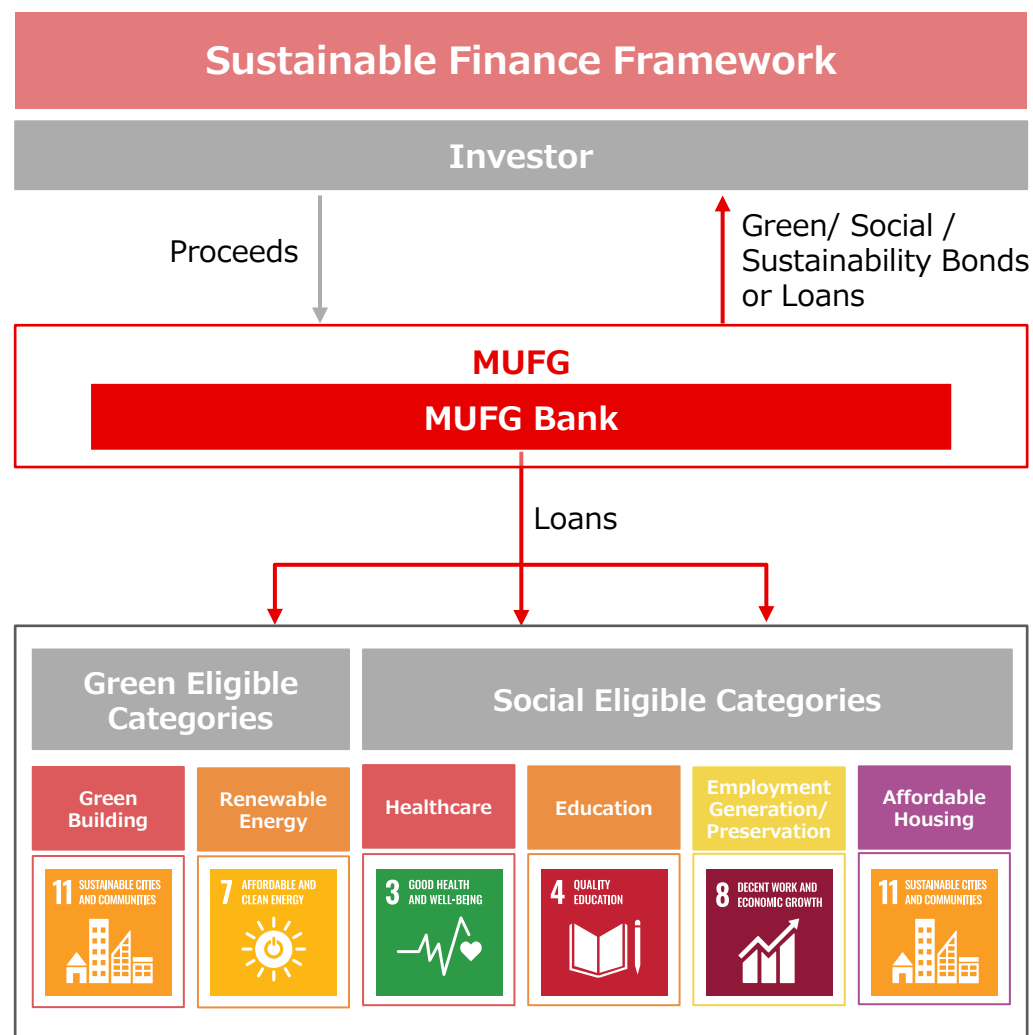 Sustainable Finance Framework
Investor
Proceeds
Green/ Social /
Sustainability Bonds
or Loans
MUFG
MUFG Bank
Loans
Green Eligible
Categories
Social Eligible Categories
Green
Building
Renewable
Energy
Healthcare
Education
Employment
Generation/
Preservation
Affordable
Housing
11 SUSTAINABLE CITIES
AND COMMUNITIES
7 AFFORDABLE AND
CLEAN ENERGY
3 GOOD HEALTH
AND WELL-BEING
4 QUALITY
EDUCATION
8 DECENT WORK AND
ECONOMIC GROWTH
11 SUSTAINABLE CITIES
AND COMMUNITIES